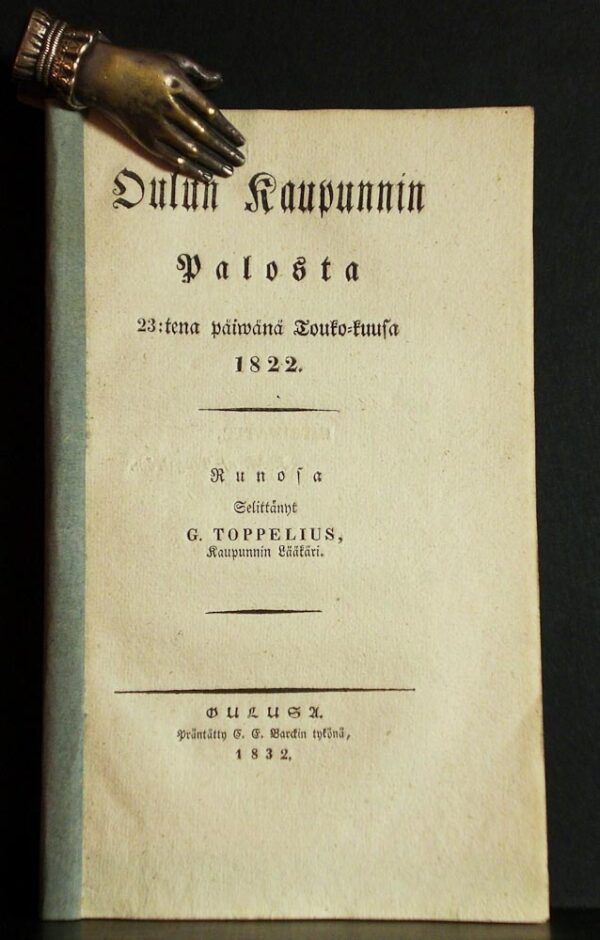 Oulun Kaupunnin
Palosta
23:tena päiwänä Touko-kuusa
1822.
Runosa
Selittänyt
G. TOPPELIUS,
Kaupunnin Lääkäri.
OULUSA.
Präntätty C. E. Barckin tykönä,
1832.